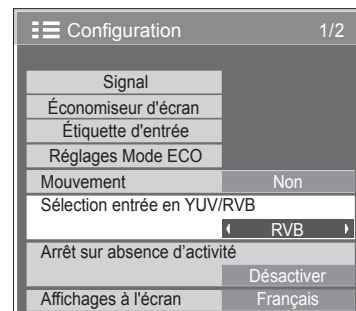 Configuration 1/2
Signal
Économiseur d'écran
Étiquette d'entrée
Réglages Mode ECO
Mouvement Non
Sélection entrée en YUV/RVB
RVB
Arrêt sur absence d'activité
Désactiver
Affichages à l'écran Français